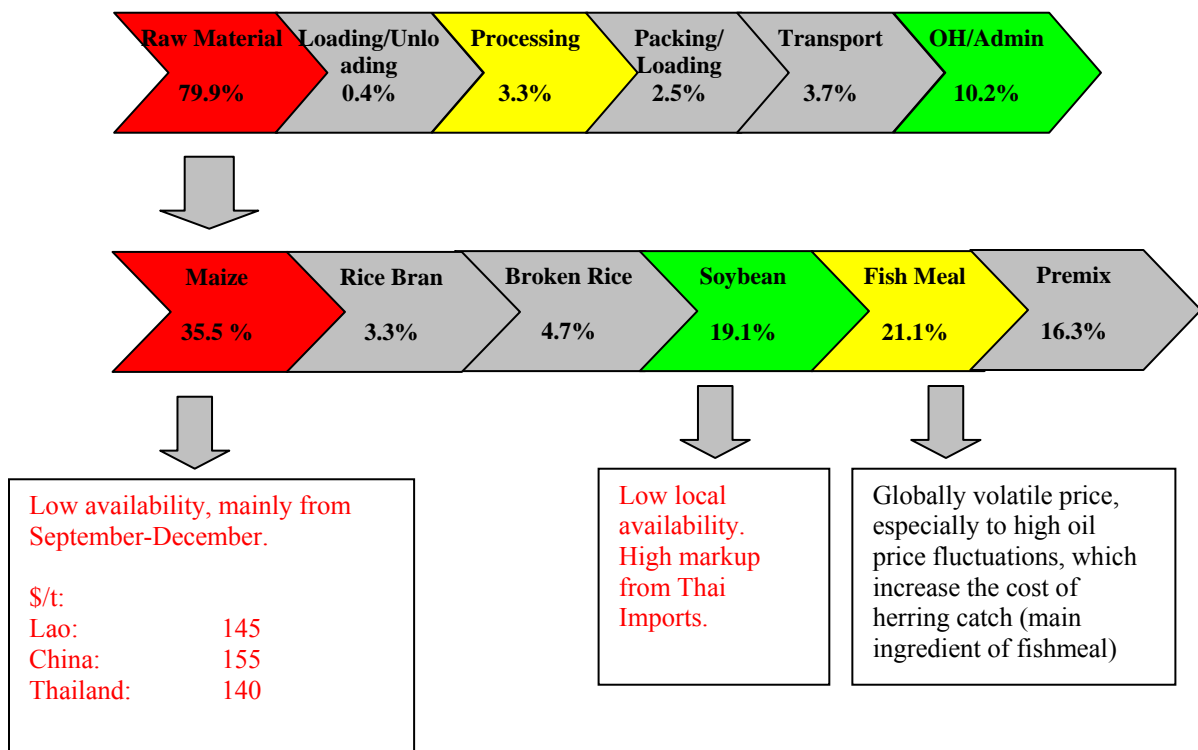 Raw Material
79.9%
Loading/Unlo
ading
0.4%
Processing
3.3%
Packing/
Loading
2.5%
Transport
3.7%
OH/Admin
10.2%
Maize
35.5 %
Rice Bran
3.3%
Broken Rice
4.7%
Soybean
19.1%
Fish Meal
21.1%
Premix
16.3%
Low availability, mainly from
September-December.
$/t:
Lao: 145
China: 155
Thailand: 140
Low local
availability.
High markup
from Thai
Imports.
Globally volatile price,
especially to high oil
price fluctuations, which
increase the cost of
herring catch (main
ingredient of fishmeal)